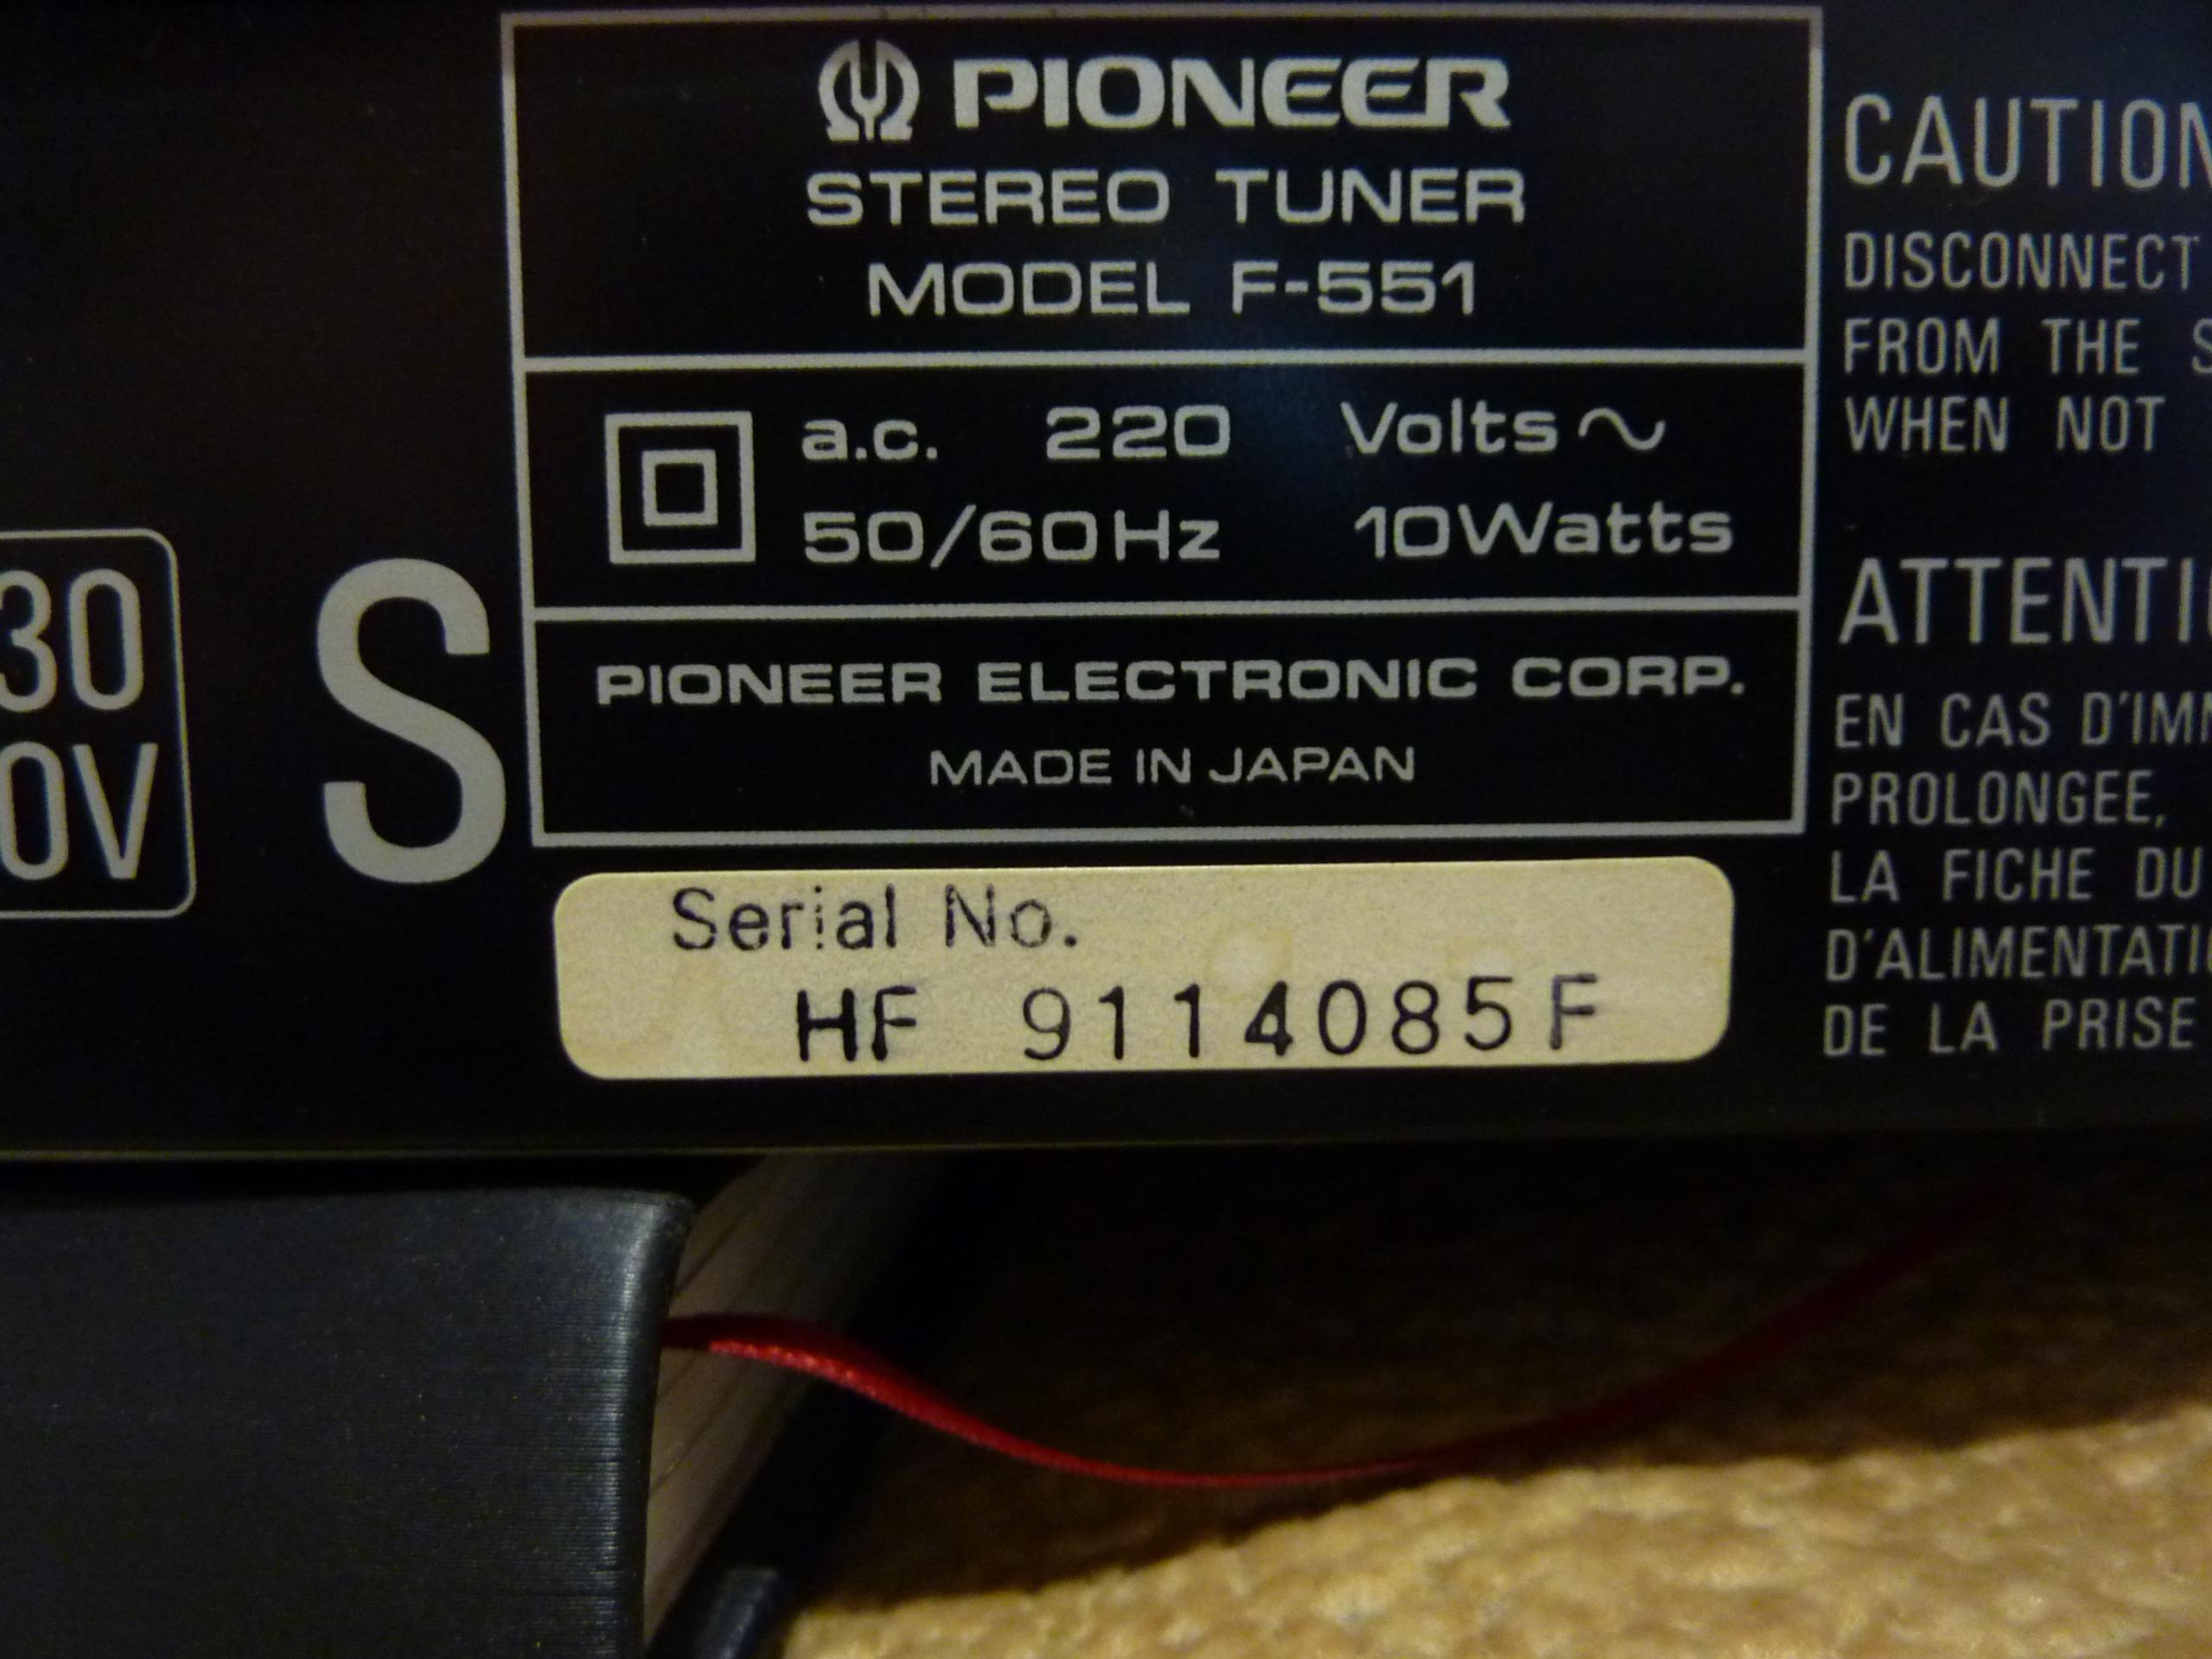 PIONEER
STEREO TUNER
MODEL F-551
a.c. 220 Volts ~
50/60Hz 10Watts
PIONEER ELECTRONIC CORP.
MADE IN JAPAN
Serial No.
HF 9114085F
30
0V
S
CAUTION
DISCONNECT
FROM THE S
WHEN NOT
ATTENTI
EN CAS D'IM
PROLONGEE,
LA FICHE DU
D'ALIMENTATI
DE LA PRISE